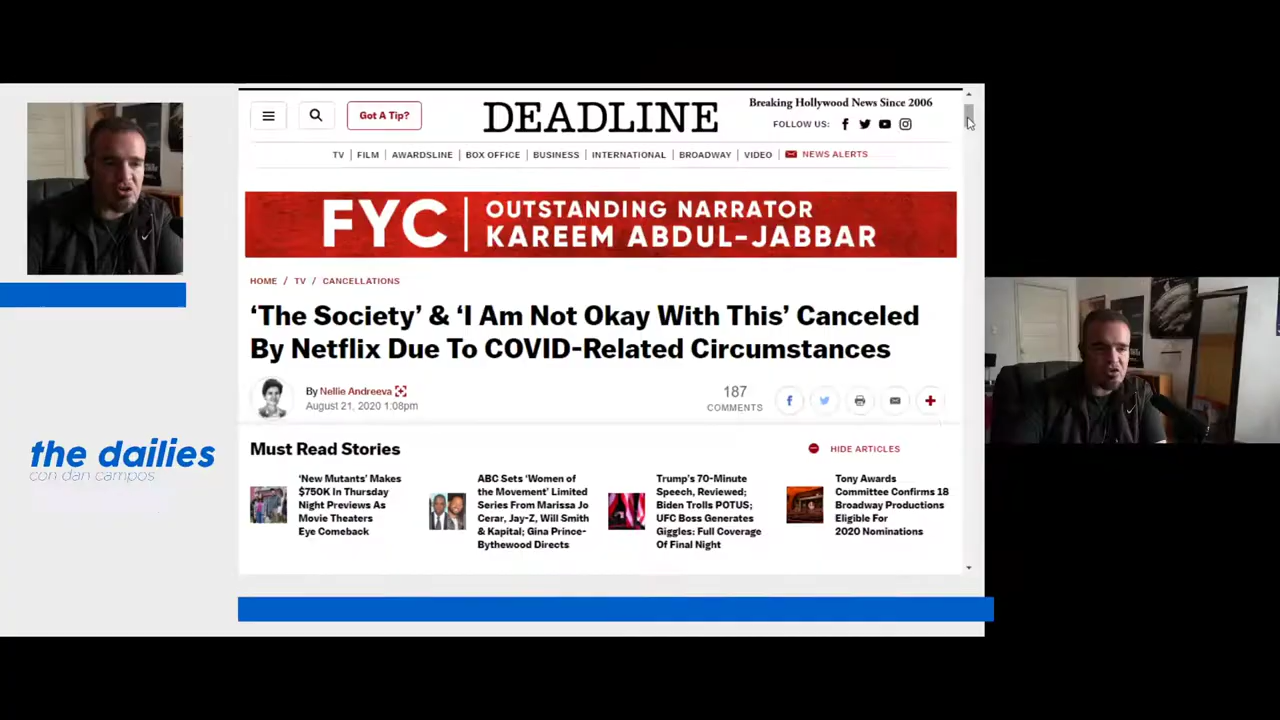 DEADLINE
Breaking Hollywood News Since 2006
Got A Tip?
FOLLOW US:
TV | FILM | AWARDSLINE | BOX OFFICE | BUSINESS | INTERNATIONAL | BROADWAY | VIDEO | NEWS ALERTS
FYC
OUTSTANDING NARRATOR
KAREEM ABDUL-JABBAR
HOME / TV / CANCELLATIONS
‘The Society’ & ‘I Am Not Okay With This’ Canceled
By Netflix Due To COVID-Related Circumstances
By Nellie Andreeva
August 21, 2020 1:08pm
187
COMMENTS
Must Read Stories
HIDE ARTICLES
‘New Mutants’ Makes
$750K In Thursday
Night Previews As
Movie Theaters
Eye Comeback
ABC Sets ‘Women of
the Movement’ Limited
Series From Marissa Jo
Cerar, Jay-Z, Will Smith
& Kapital; Gina Prince-
Bythewood Directs
Trump’s 70-Minute
Speech, Reviewed;
Biden Trolls POTUS;
UFC Boss Generates
Giggles: Full Coverage
Of Final Night
Tony Awards
Committee Confirms 18
Broadway Productions
Eligible For
2020 Nominations
the dailies
con dan campos